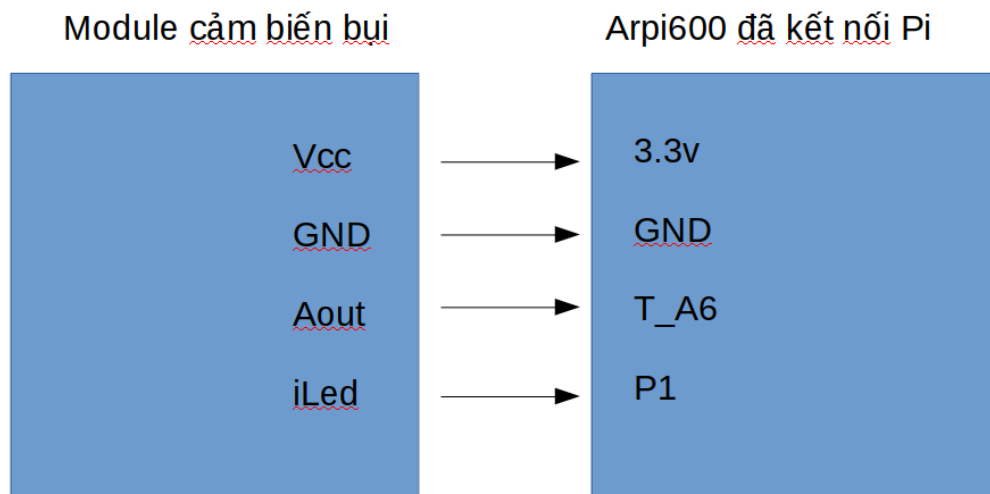 Module cảm biến bụi
Arpi600 đã kết nối Pi
Vcc
3.3v
GND
GND
Aout
T_A6
iLed
P1